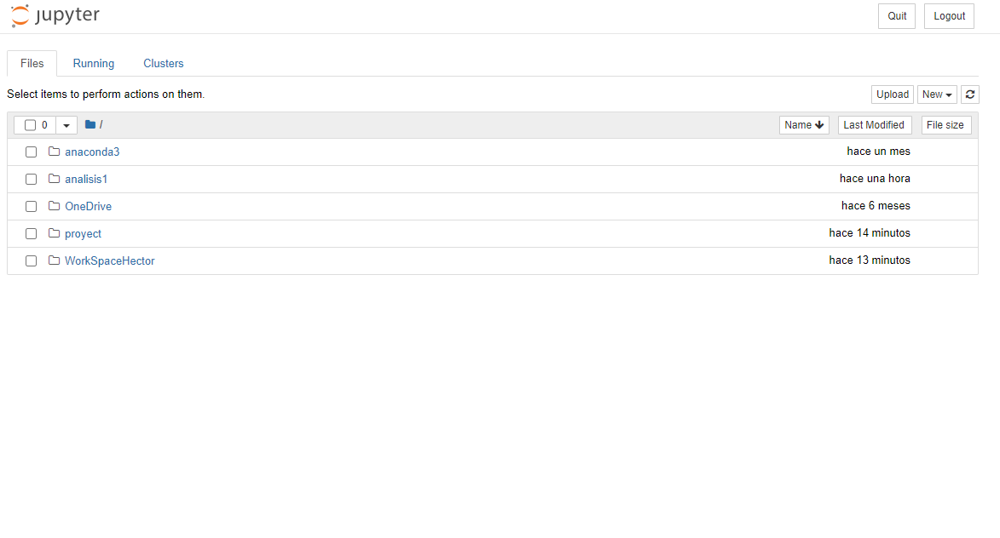 jupyter Quit Logout
Files Running Clusters
Select items to perform actions on them. Upload New
0 / Name Last Modified File size
anaconda3 hace un mes
analisis1 hace una hora
OneDrive hace 6 meses
proyect hace 14 minutos
WorkSpaceHector hace 13 minutos